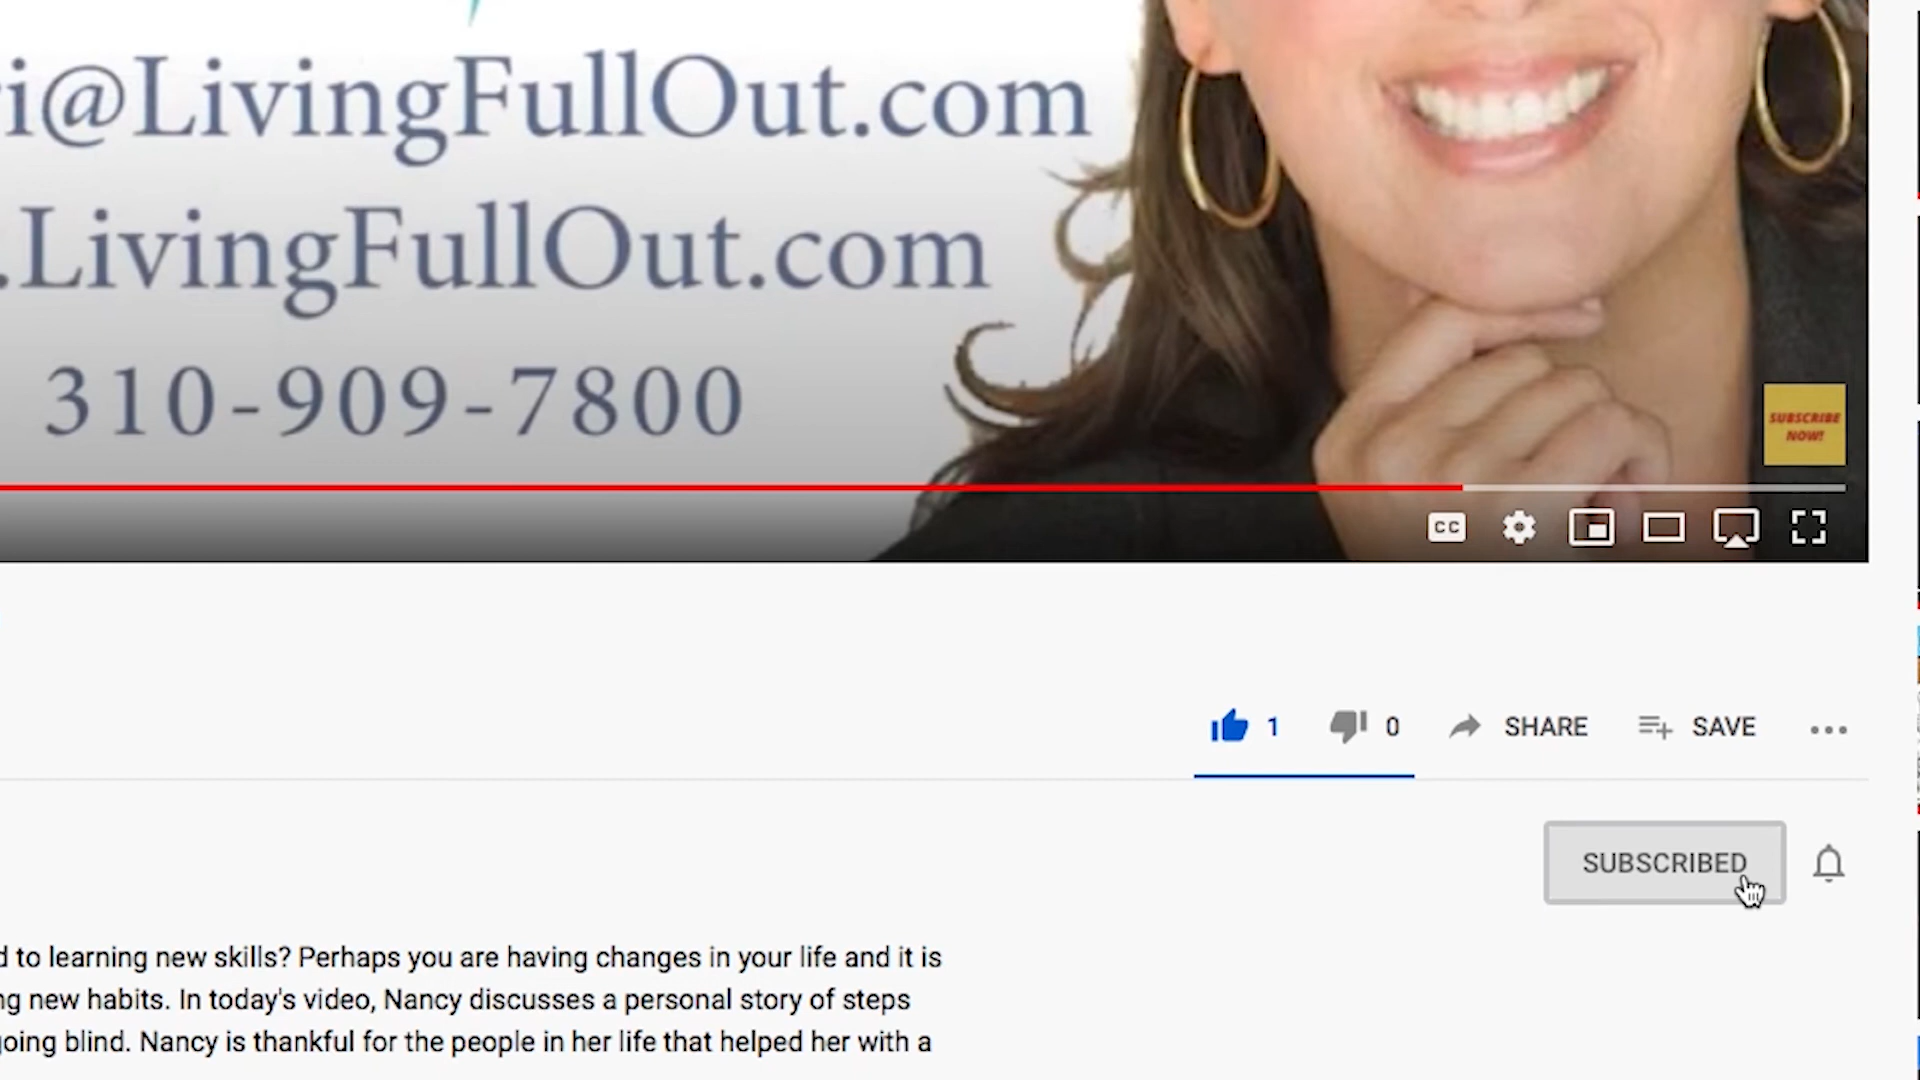 i@LivingFullOut.com
.LivingFullOut.com
310-909-7800
SUBSCRIBE
NOW!
CC
1
0
SHARE
SAVE
SUBSCRIBED
to learning new skills? Perhaps you are having changes in your life and it is
new habits. In today's video, Nancy discusses a personal story of steps
going blind. Nancy is thankful for the people in her life that helped her with a